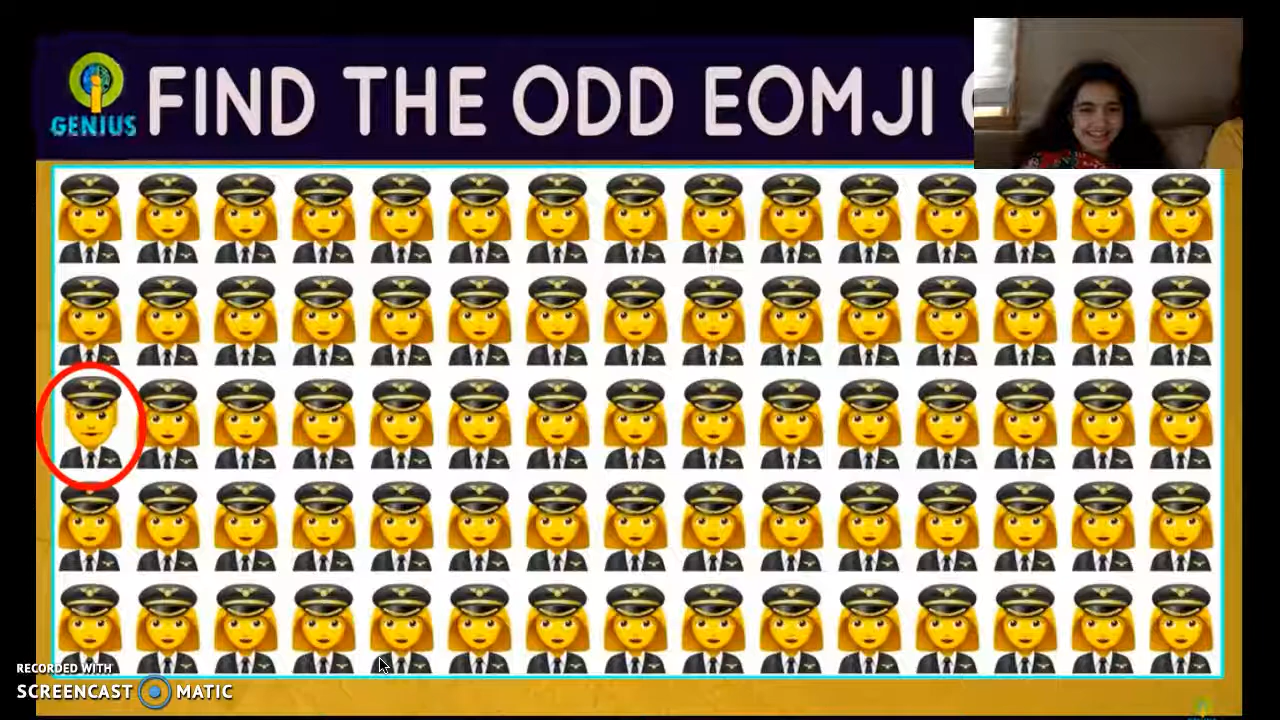 FIND THE ODD EOMJI
GENIUS
RECORDED WITH
SCREENCAST MATIC